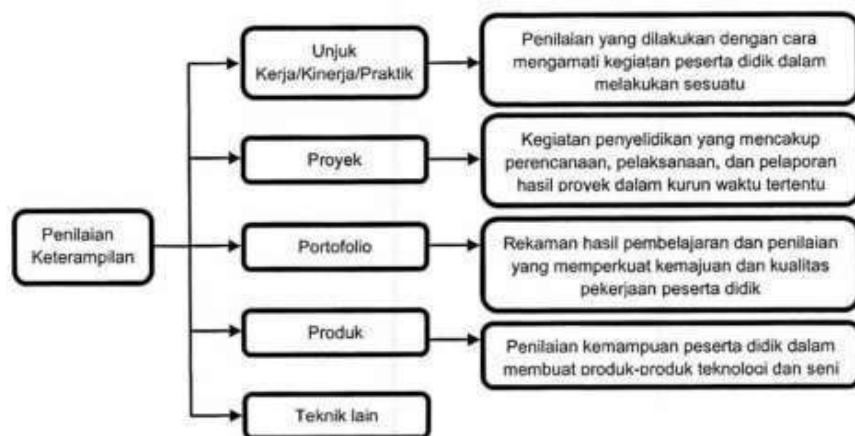 Unjuk
Kerja/Kinerja/Praktik
Penilaian yang dilakukan dengan cara
mengamati kegiatan peserta didik dalam
melakukan sesuatu
Proyek
Kegiatan penyelidikan yang mencakup
perencanaan, pelaksanaan, dan pelaporan
hasil proyek dalam kurun waktu tertentu
Penilaian
Keterampilan
Portofolio
Rekaman hasil pembelajaran dan penilaian
yang memperkuat kemajuan dan kualitas
pekerjaan peserta didik
Produk
Penilaian kemampuan peserta didik dalam
membuat produk-produk teknologi dan seni
Teknik lain